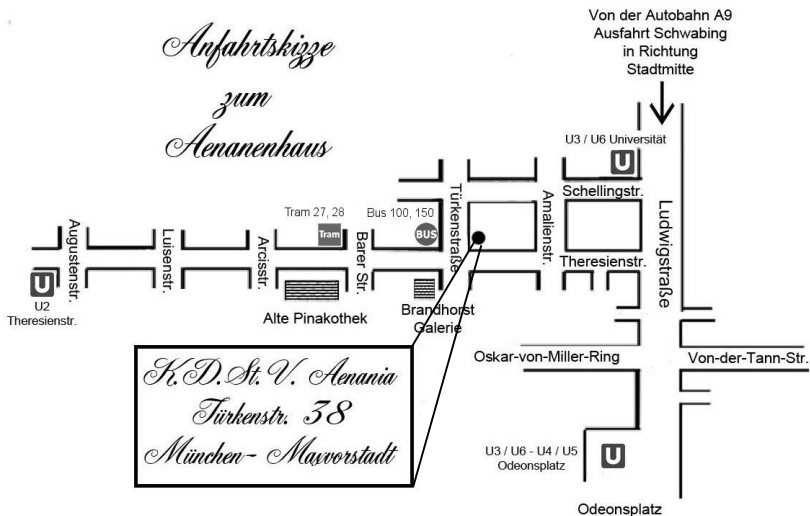 Anfahrtskizze
zum
Aenanenhaus
Von der Autobahn A9
Ausfahrt Schwabing
in Richtung
Stadtmitte
U3 / U6 Universität
U
Schellingstr.
Türkenstraße
Amalienstr.
Ludwigstraße
Tram 27, 28
Tram
Bus 100, 150
BUS
Augustenstr.
Luisenstr.
Arcisstr.
Barer Str.
Theresienstr.
U
U2
Theresienstr.
Alte Pinakothek
Brandhorst
Galerie
Oskar-von-Miller-Ring
Von-der-Tann-Str.
K.D.St.V. Aenania
Türkenstr. 38
München- Maxvorstadt
U3 / U6 - U4 / U5
Odeonsplatz
U
Odeonsplatz